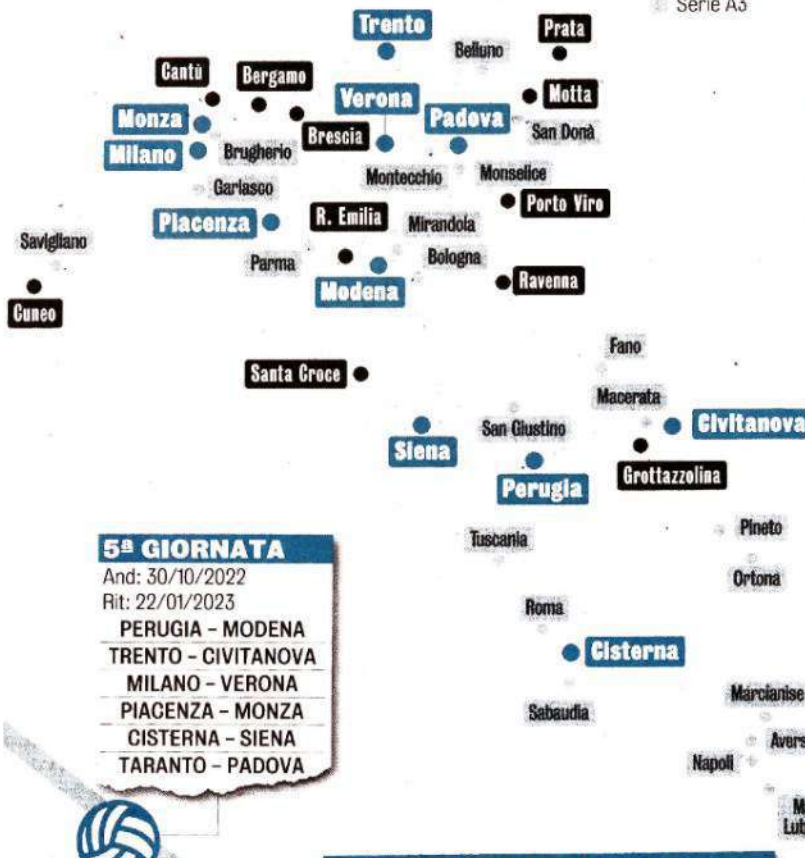 Serie A3
Trento
Prata
Belluno
Cantù
Bergamo
Verona
Motta
Monza
Padova
Brescia
San Donà
Milano
Brugherio
Montecchio
Monselice
Garlasco
Porto Viro
Piacenza
R. Emilia
Mirandola
Savigliano
Parma
Bologna
Modena
Ravenna
Cuneo
Fano
Santa Croce
Macerata
Civitanova
San Giustino
Siena
Grottazzolina
Perugia
Pineto
Tuscania
Ortona
Roma
Cisterna
Marcianise
Sabaudia
Avers
Napoli
M
Lub
5ª GIORNATA
And: 30/10/2022
Rit: 22/01/2023
PERUGIA – MODENA
TRENTO – CIVITANOVA
MILANO – VERONA
PIACENZA – MONZA
CISTERNA – SIENA
TARANTO – PADOVA